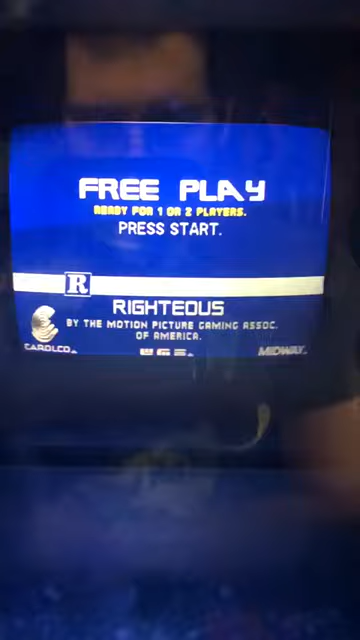 FREE PLAY
READY FOR 1 OR 2 PLAYERS.
PRESS START.
R
RIGHTEOUS
BY THE MOTION PICTURE GAMING ASSOC.
OF AMERICA.
CAROLCO
MIDWAY.